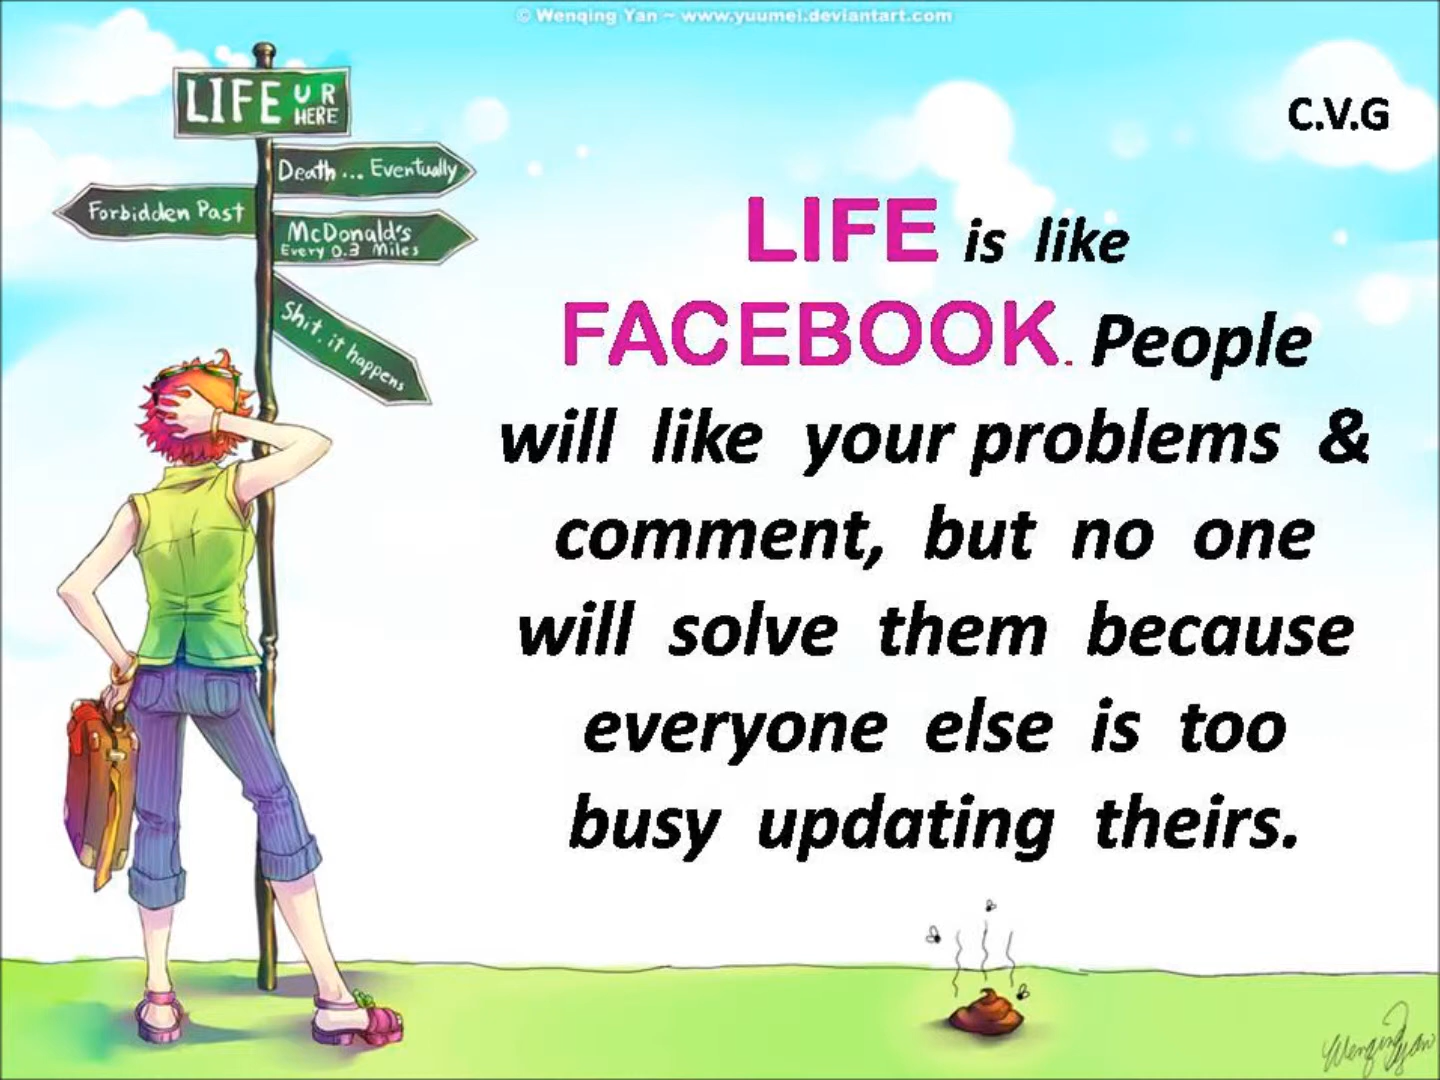 © Wenqing Yan ~ www.yuumei.deviantart.com
LIFE U R
HERE
Death ... Eventually
Forbidden Past
McDonald's
Every 0.3 Miles
Shit. it happens
C.V.G
LIFE is like
FACEBOOK. People
will like your problems &
comment, but no one
will solve them because
everyone else is too
busy updating theirs.
Wenqing Yan